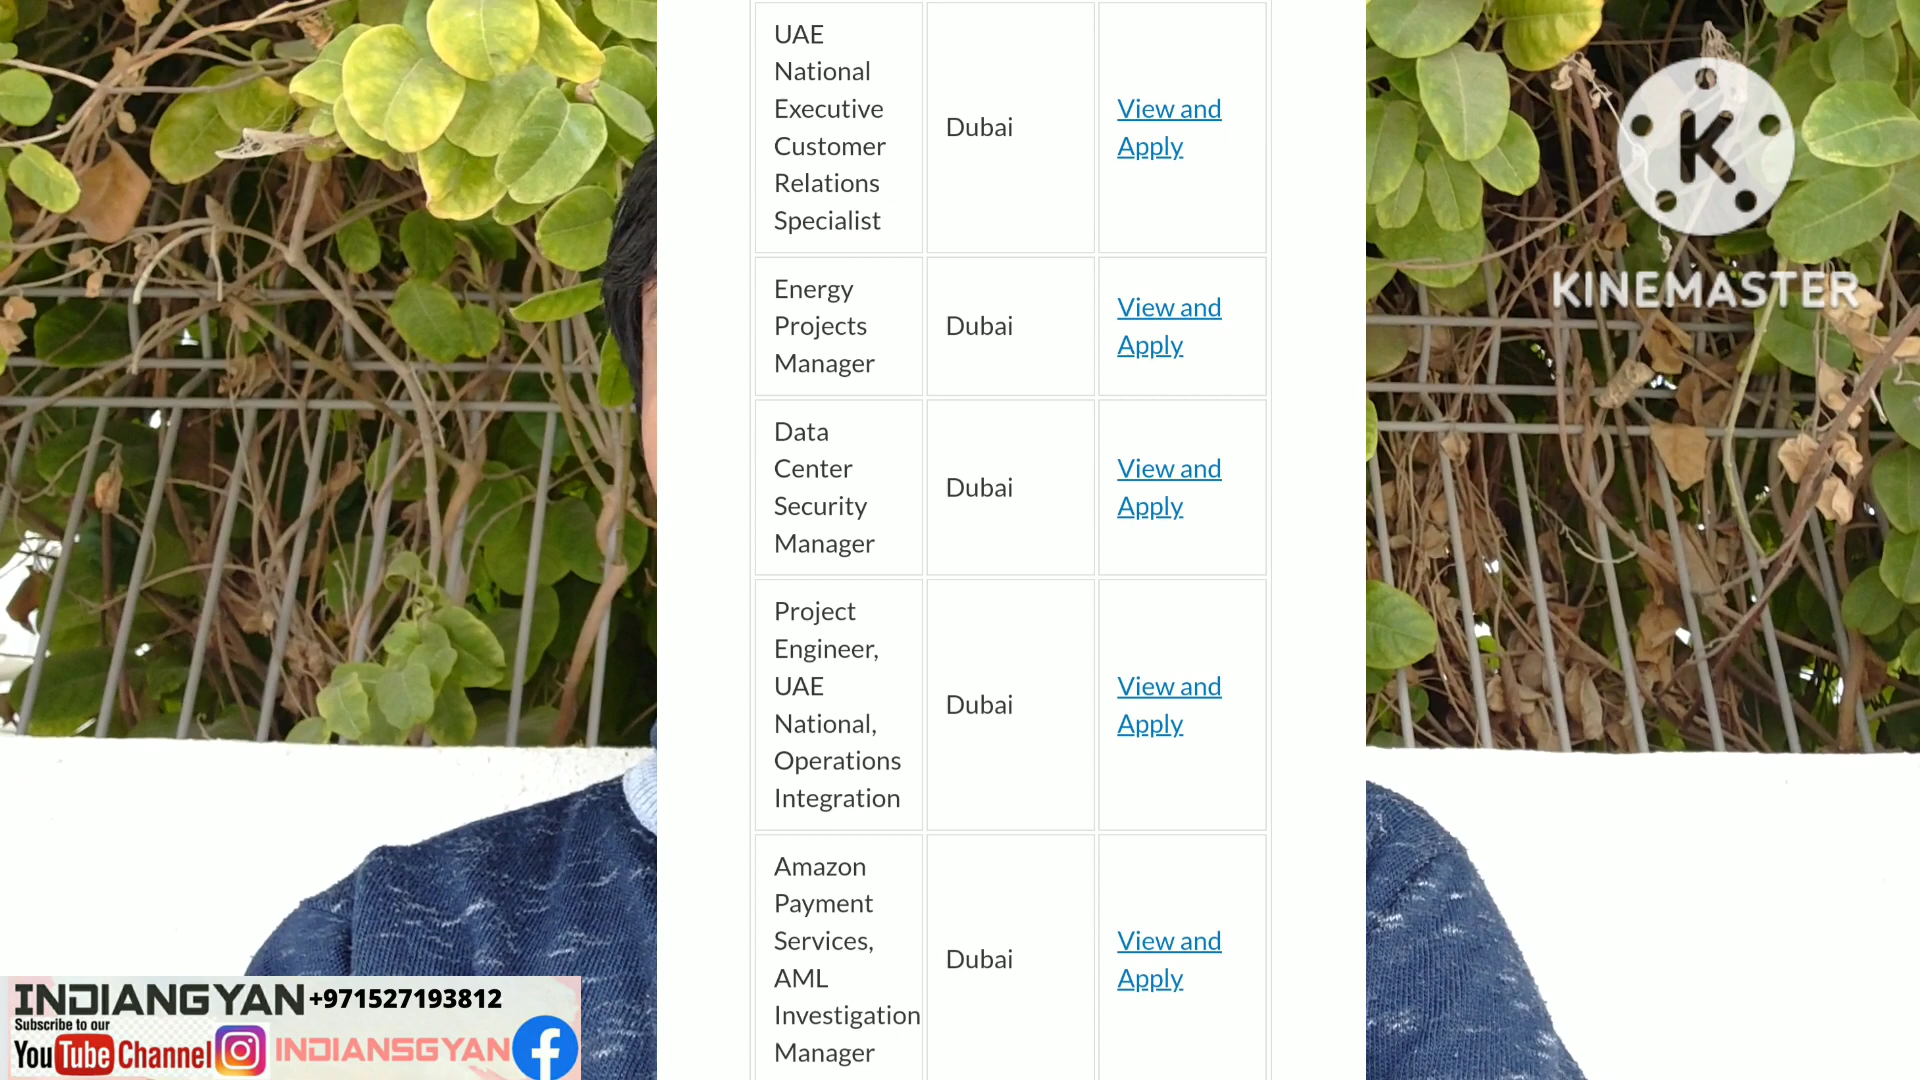 UAE
National
Executive
Customer
Relations
Specialist
Dubai
View and
Apply
Energy
Projects
Manager
Dubai
View and
Apply
Data
Center
Security
Manager
Dubai
View and
Apply
Project
Engineer,
UAE
National,
Operations
Integration
Dubai
View and
Apply
Amazon
Payment
Services,
AML
Investigation
Manager
Dubai
View and
Apply
KINEMASTER
INDIANGYAN +971527193812
Subscribe to our
YouTube Channel INDIANSGYAN